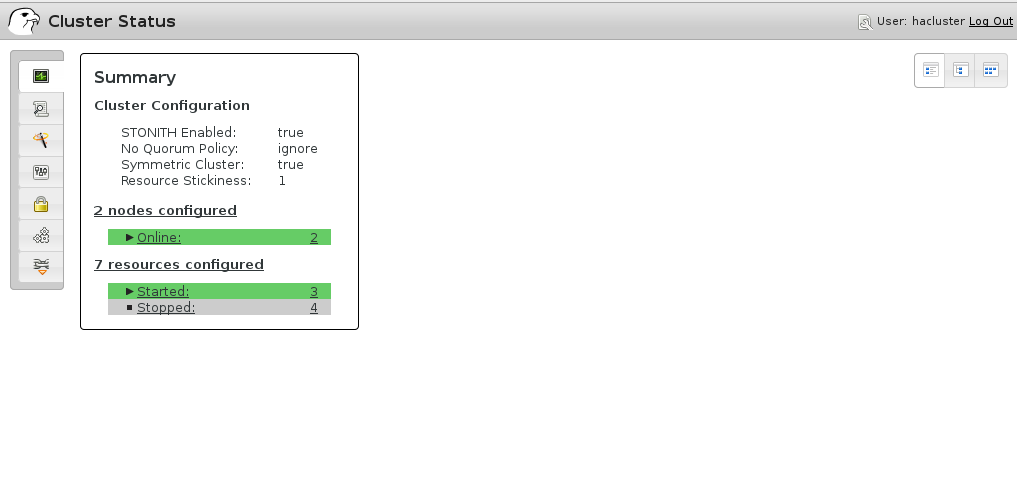 Cluster Status
User: hacluster Log Out
Summary
Cluster Configuration
STONITH Enabled: true
No Quorum Policy: ignore
Symmetric Cluster: true
Resource Stickiness: 1
2 nodes configured
Online: 2
7 resources configured
Started: 3
Stopped: 4